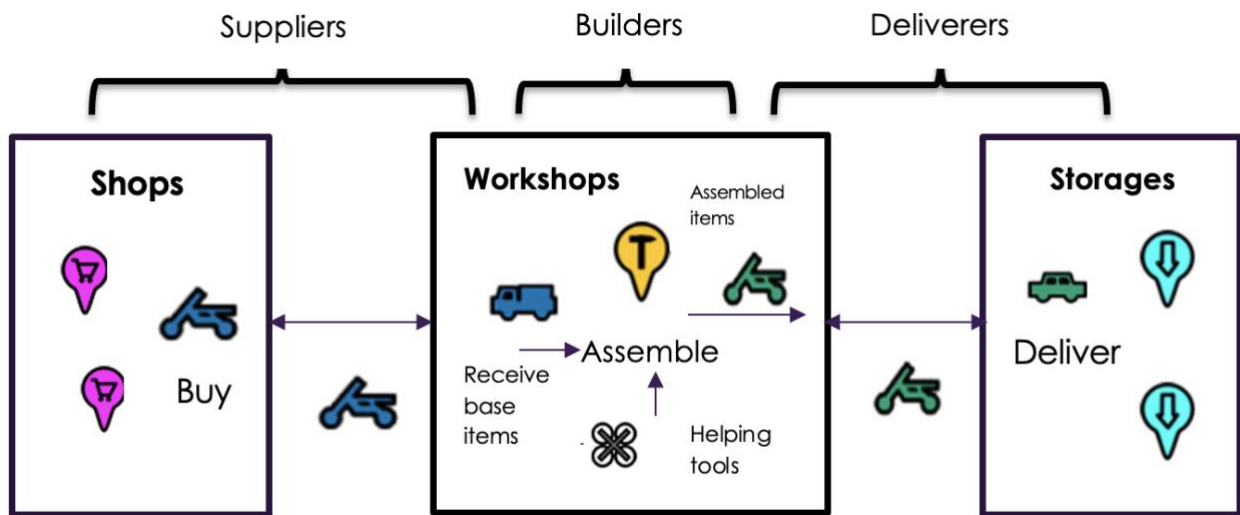 Suppliers
Builders
Deliverers
Shops
Buy
Workshops
Assembled
items
Assemble
Receive
base
items
Helping
tools
Storages
Deliver